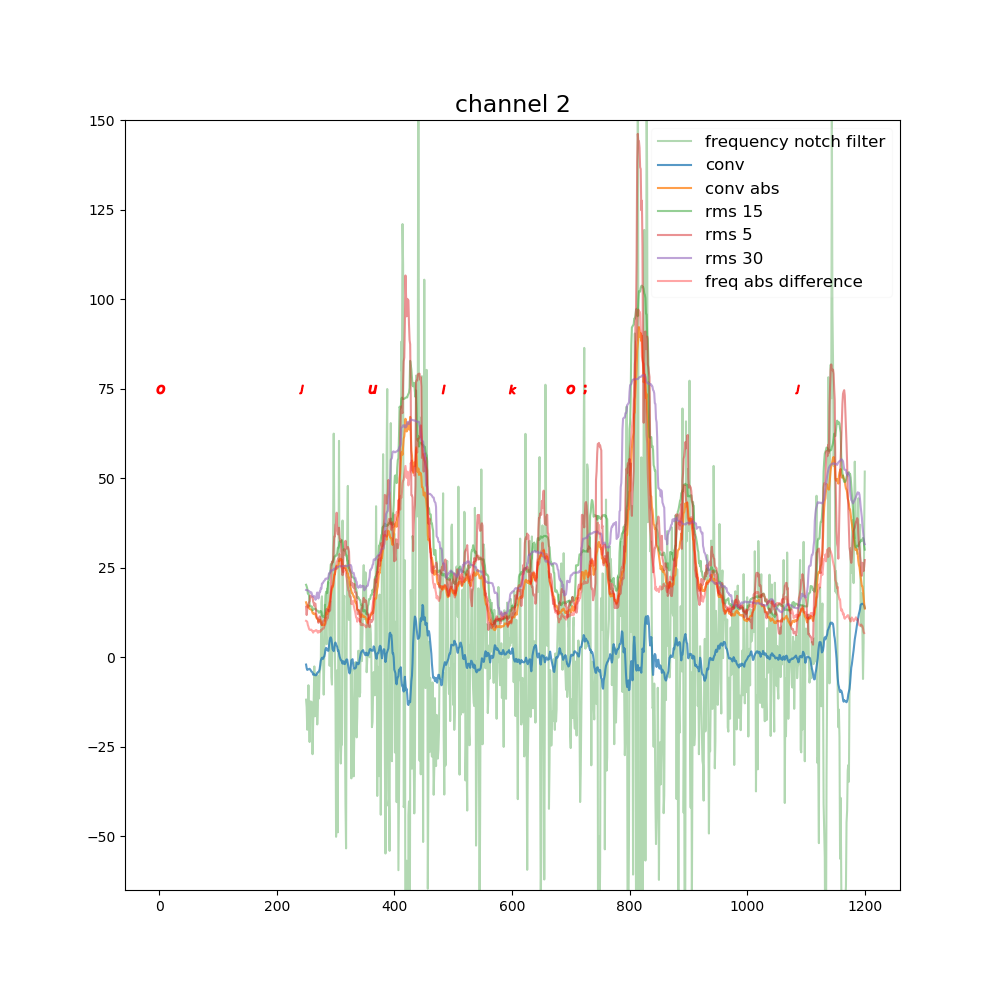 channel 2
150
125
100
75
50
25
0
−25
−50
frequency notch filter
conv
conv abs
rms 15
rms 5
rms 30
freq abs difference
o j u l k o ; j
0 200 400 600 800 1000 1200